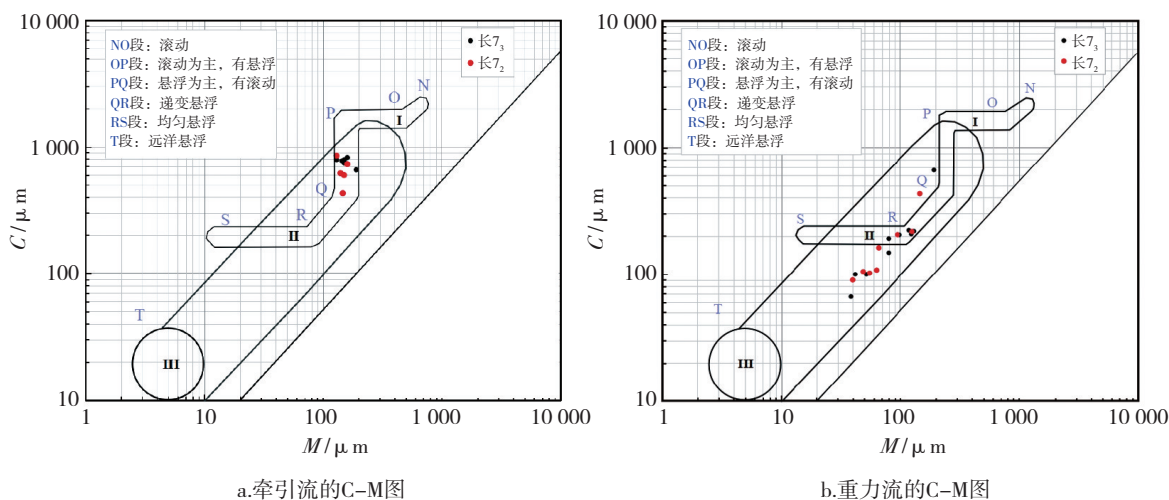 10 000
1 000
100
10
C/μm
NO段：滚动
OP段：滚动为主，有悬浮
PQ段：悬浮为主，有滚动
QR段：递变悬浮
RS段：均匀悬浮
T段：远洋悬浮
长7₃
长7₂
N
O
P
I
Q
R
S
II
T
III
1
10
100
1 000
10 000
M/μm
a.牵引流的C-M图
10 000
1 000
100
10
C/μm
NO段：滚动
OP段：滚动为主，有悬浮
PQ段：悬浮为主，有滚动
QR段：递变悬浮
RS段：均匀悬浮
T段：远洋悬浮
长7₃
长7₂
N
O
P
I
Q
R
S
II
T
III
1
10
100
1 000
10 000
M/μm
b.重力流的C-M图